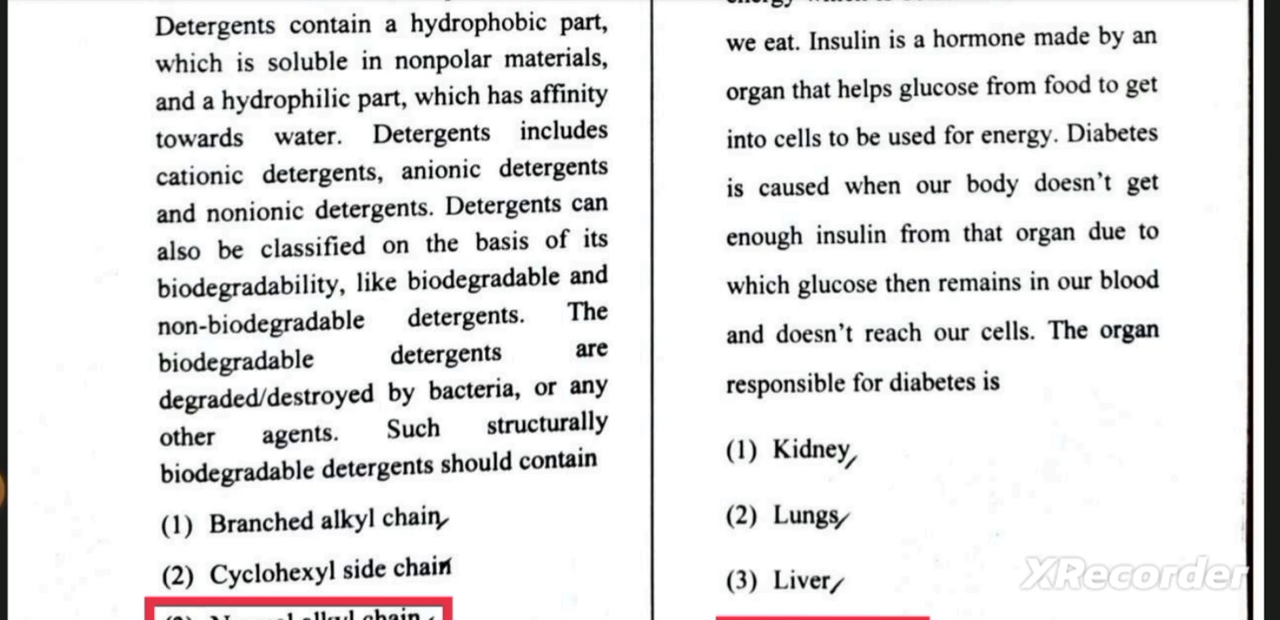 Detergents contain a hydrophobic part,
which is soluble in nonpolar materials,
and a hydrophilic part, which has affinity
towards water. Detergents includes
cationic detergents, anionic detergents
and nonionic detergents. Detergents can
also be classified on the basis of its
biodegradability, like biodegradable and
non-biodegradable detergents. The
biodegradable detergents are
degraded/destroyed by bacteria, or any
other agents. Such structurally
biodegradable detergents should contain
(1) Branched alkyl chain
(2) Cyclohexyl side chain
alkyl chain
we eat. Insulin is a hormone made by an
organ that helps glucose from food to get
into cells to be used for energy. Diabetes
is caused when our body doesn't get
enough insulin from that organ due to
which glucose then remains in our blood
and doesn't reach our cells. The organ
responsible for diabetes is
(1) Kidney
(2) Lungs
(3) Liver
XRecorder